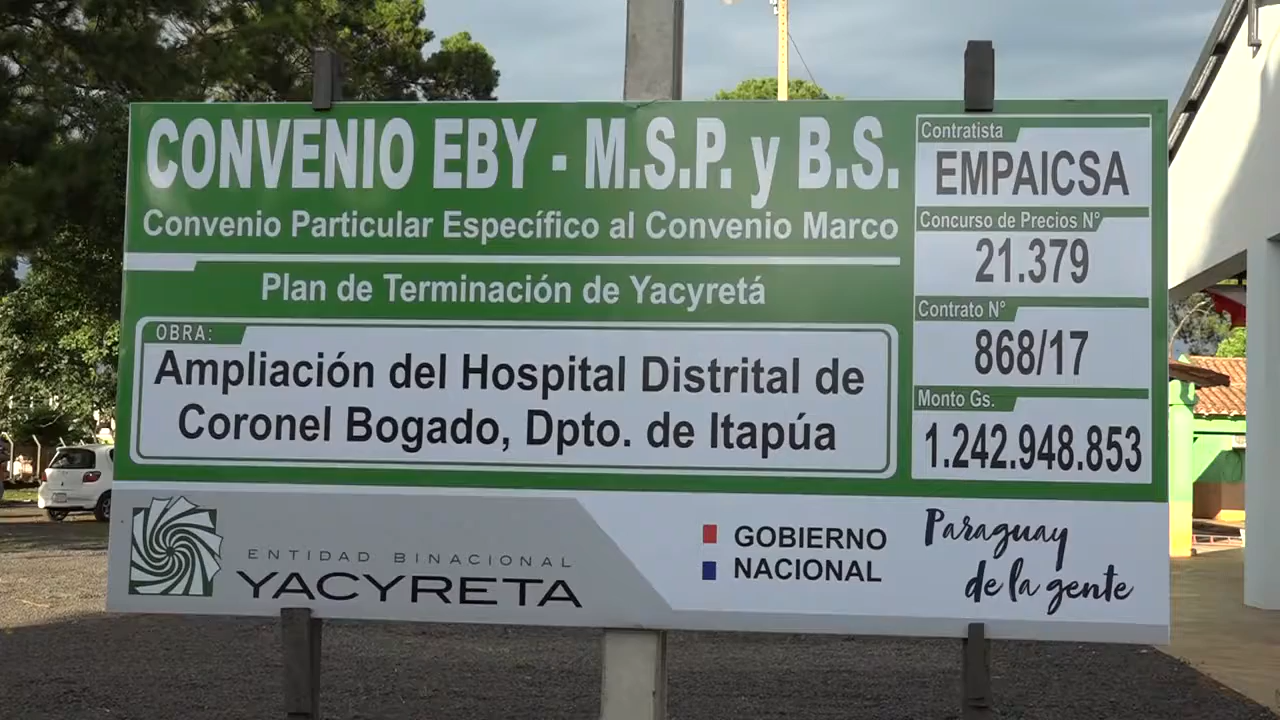 CONVENIO EBY - M.S.P. y B.S.
Convenio Particular Específico al Convenio Marco
Plan de Terminación de Yacyretá
OBRA:
Ampliación del Hospital Distrital de
Coronel Bogado, Dpto. de Itapúa
Contratista
EMPAICSA
Concurso de Precios N°
21.379
Contrato N°
868/17
Monto Gs.
1.242.948.853
ENTIDAD BINACIONAL
YACYRETA
GOBIERNO
NACIONAL
Paraguay
de la gente